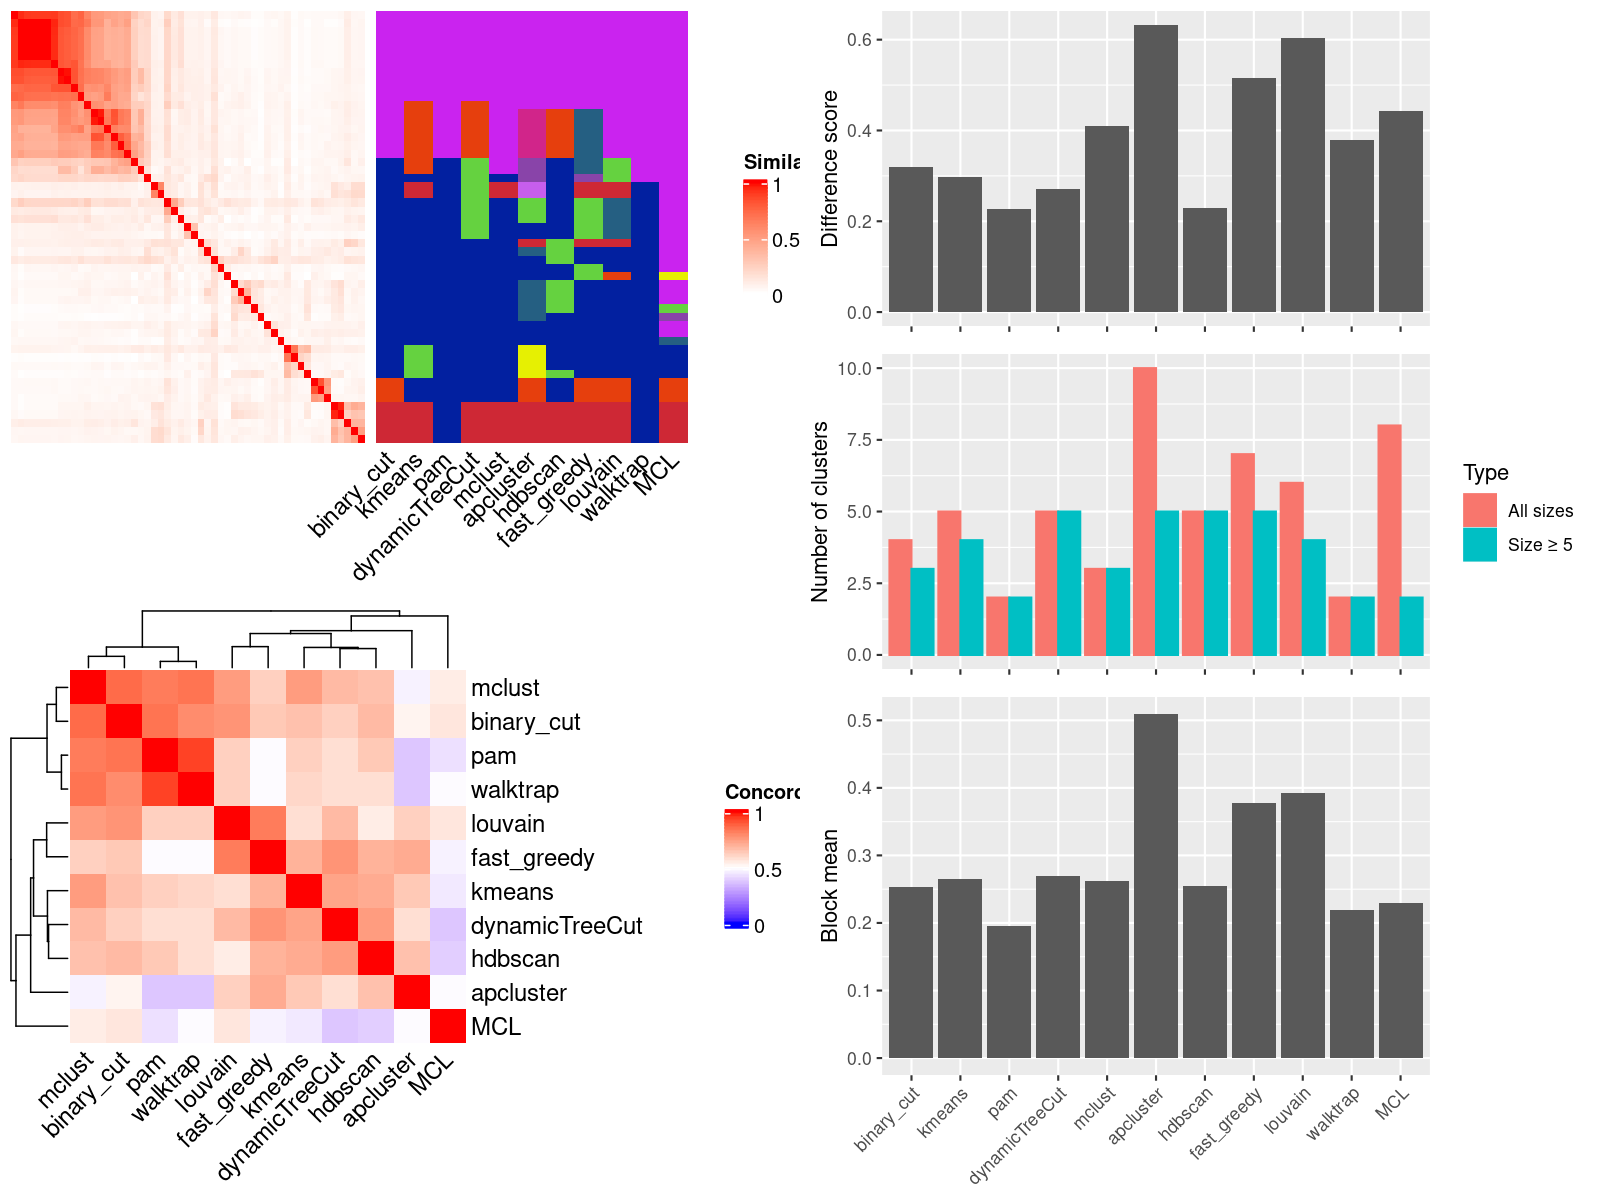 Simila
1
0.5
0
binary_cut
kmeans
pam
dynamicTreeCut
mclust
apcluster
hdbscan
fast_greedy
louvain
walktrap
MCL
mclust
binary_cut
pam
walktrap
louvain
fast_greedy
kmeans
dynamicTreeCut
hdbscan
apcluster
MCL
Concord
1
0.5
0
mclust
binary_cut
pam
walktrap
louvain
fast_greedy
kmeans
dynamicTreeCut
hdbscan
apcluster
MCL
Difference score
0.6
0.4
0.2
0.0
Number of clusters
10.0
7.5
5.0
2.5
0.0
Type
All sizes
Size ≥ 5
Block mean
0.5
0.4
0.3
0.2
0.1
0.0
binary_cut
kmeans
pam
dynamicTreeCut
mclust
apcluster
hdbscan
fast_greedy
louvain
walktrap
MCL